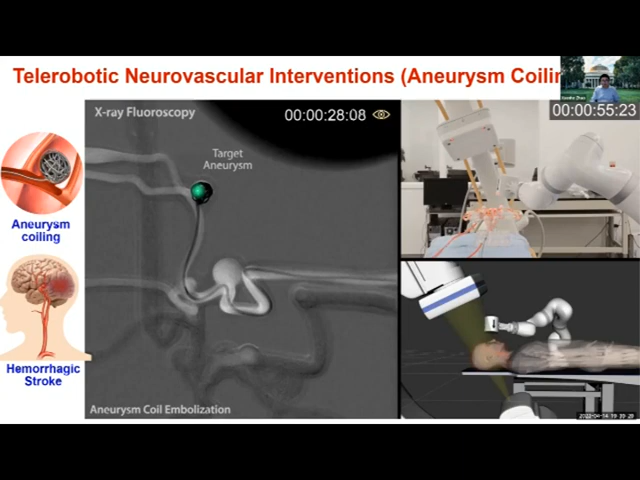 Telerobotic Neurovascular Interventions (Aneurysm Coilin
X-ray Fluoroscopy
00:00:28:08
00:00:55:23
Target
Aneurysm
Aneurysm
coiling
Hemorrhagic
Stroke
Aneurysm Coil Embolization